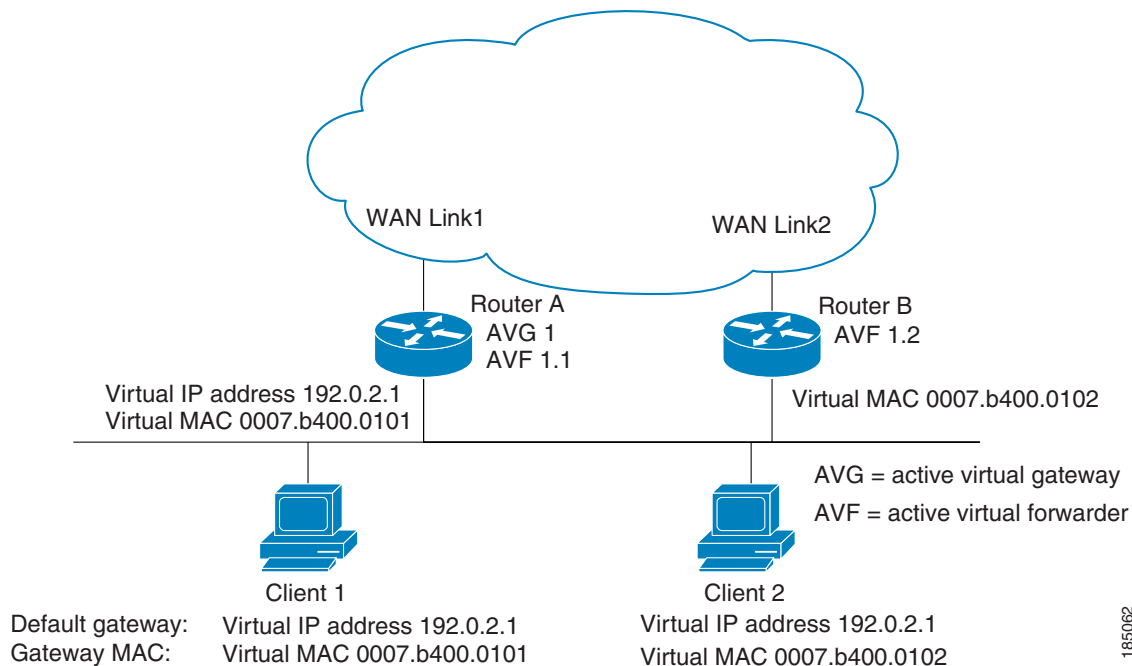 WAN Link1
WAN Link2
Router A
AVG 1
AVF 1.1
Router B
AVF 1.2
Virtual IP address 192.0.2.1
Virtual MAC 0007.b400.0101
Virtual MAC 0007.b400.0102
AVG = active virtual gateway
AVF = active virtual forwarder
Client 1
Client 2
Default gateway: Virtual IP address 192.0.2.1 Virtual IP address 192.0.2.1
Gateway MAC: Virtual MAC 0007.b400.0101 Virtual MAC 0007.b400.0102
185062